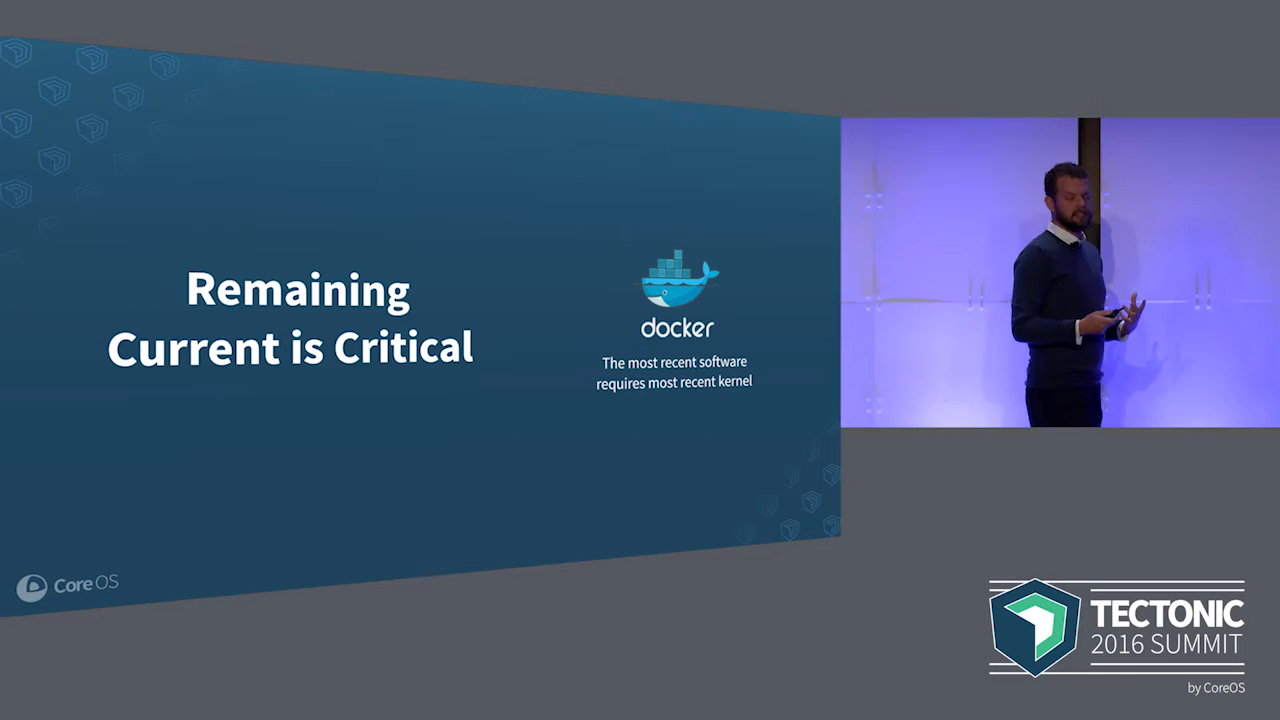 Remaining
Current is Critical
docker
The most recent software
requires most recent kernel
CoreOS
TECTONIC
2016 SUMMIT
by CoreOS